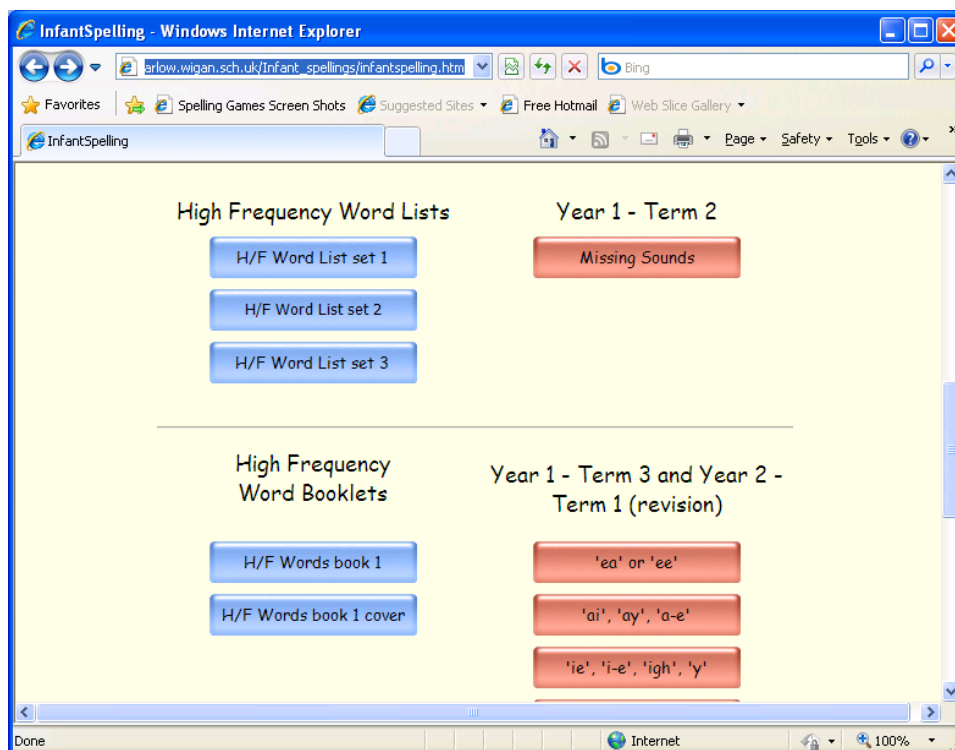 InfantSpelling - Windows Internet Explorer
arlow.wigan.sch.uk/Infant_spellings/infantspelling.htm
Bing
Favorites
Spelling Games Screen Shots
Suggested Sites
Free Hotmail
Web Slice Gallery
InfantSpelling
Page
Safety
Tools
High Frequency Word Lists
H/F Word List set 1
H/F Word List set 2
H/F Word List set 3
Year 1 - Term 2
Missing Sounds
High Frequency
Word Booklets
H/F Words book 1
H/F Words book 1 cover
Year 1 - Term 3 and Year 2 -
Term 1 (revision)
'ea' or 'ee'
'ai', 'ay', 'a-e'
'ie', 'i-e', 'igh', 'y'
Done
Internet
100%